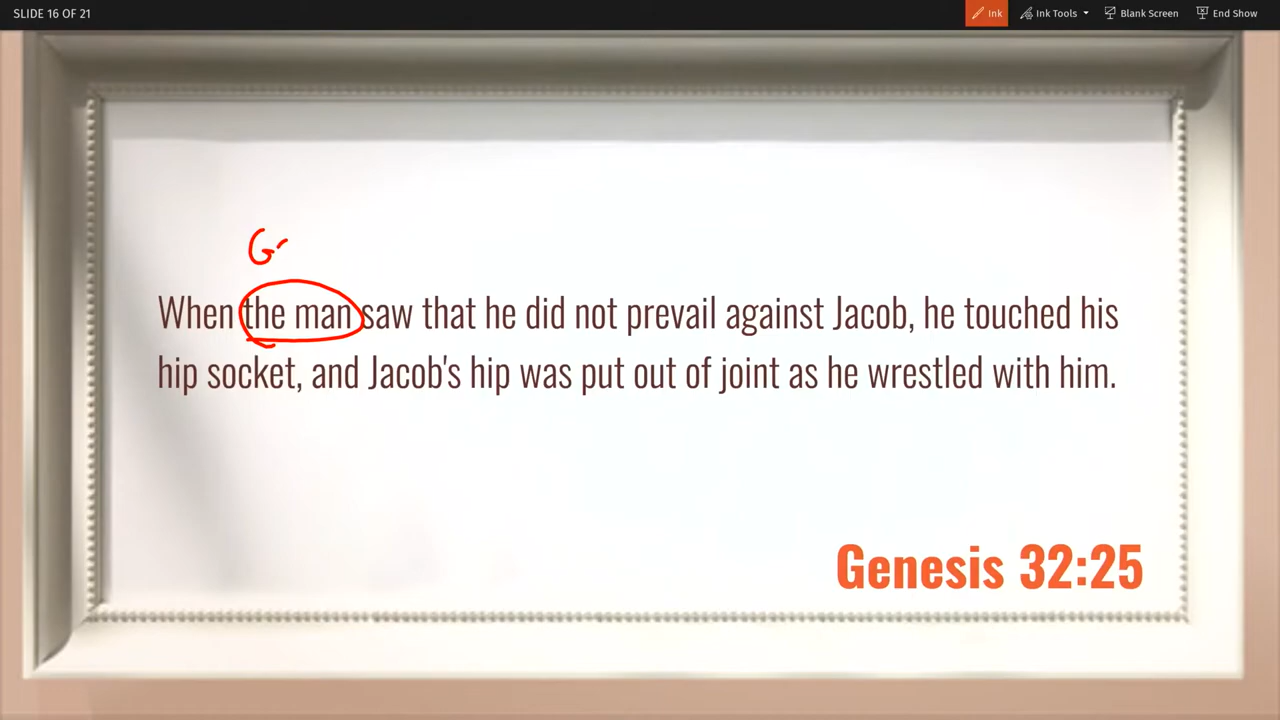 SLIDE 16 OF 21
Ink
Ink Tools
Blank Screen
End Show
G
When the man saw that he did not prevail against Jacob, he touched his
hip socket, and Jacob's hip was put out of joint as he wrestled with him.
Genesis 32:25